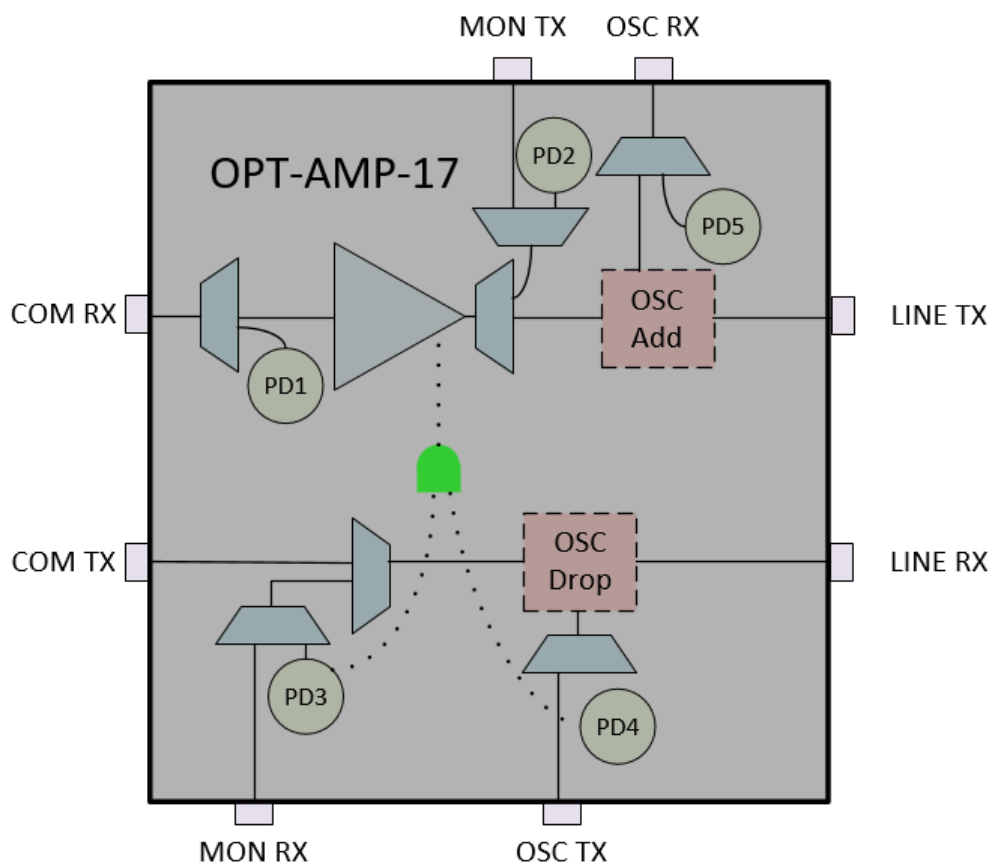 MON TX
OSC RX
OPT-AMP-17
PD2
PD5
COM RX
OSC
Add
LINE TX
PD1
COM TX
OSC
Drop
LINE RX
PD3
PD4
MON RX
OSC TX